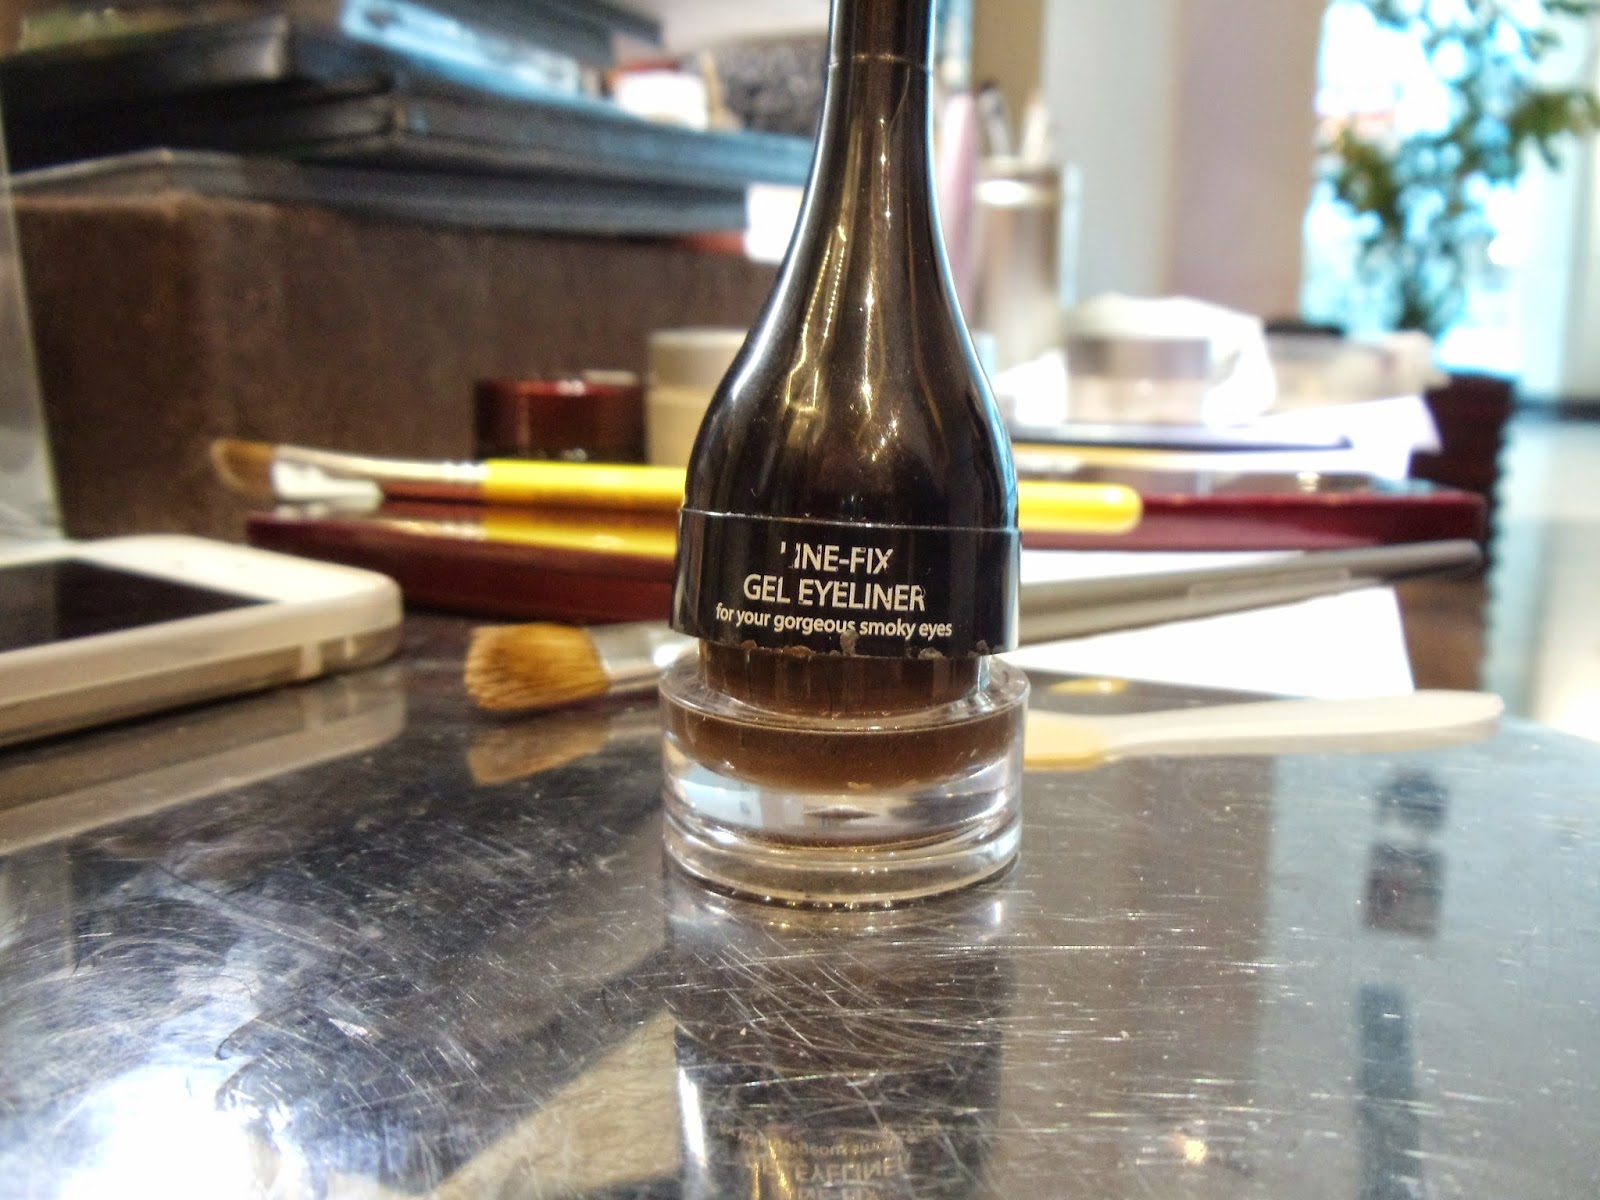 LINE-FIX
GEL EYELINER
for your gorgeous smoky eyes